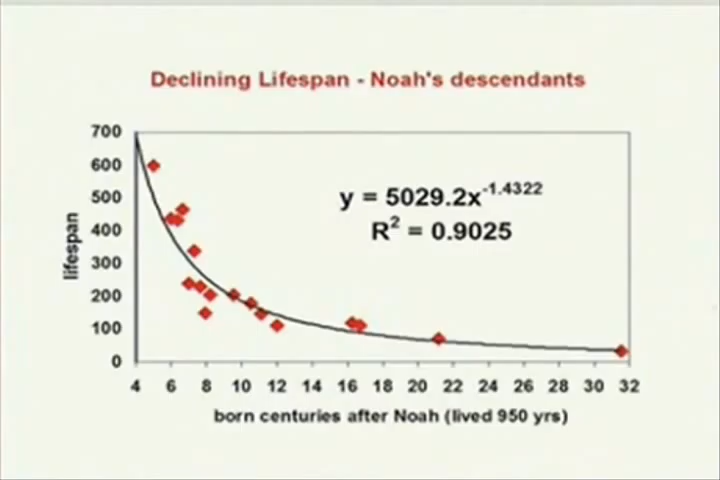 Declining Lifespan - Noah's descendants
700
600
500
400
300
200
100
0
lifespan
y = 5029.2x^-1.4322
R² = 0.9025
4 6 8 10 12 14 16 18 20 22 24 26 28 30 32
born centuries after Noah (lived 950 yrs)